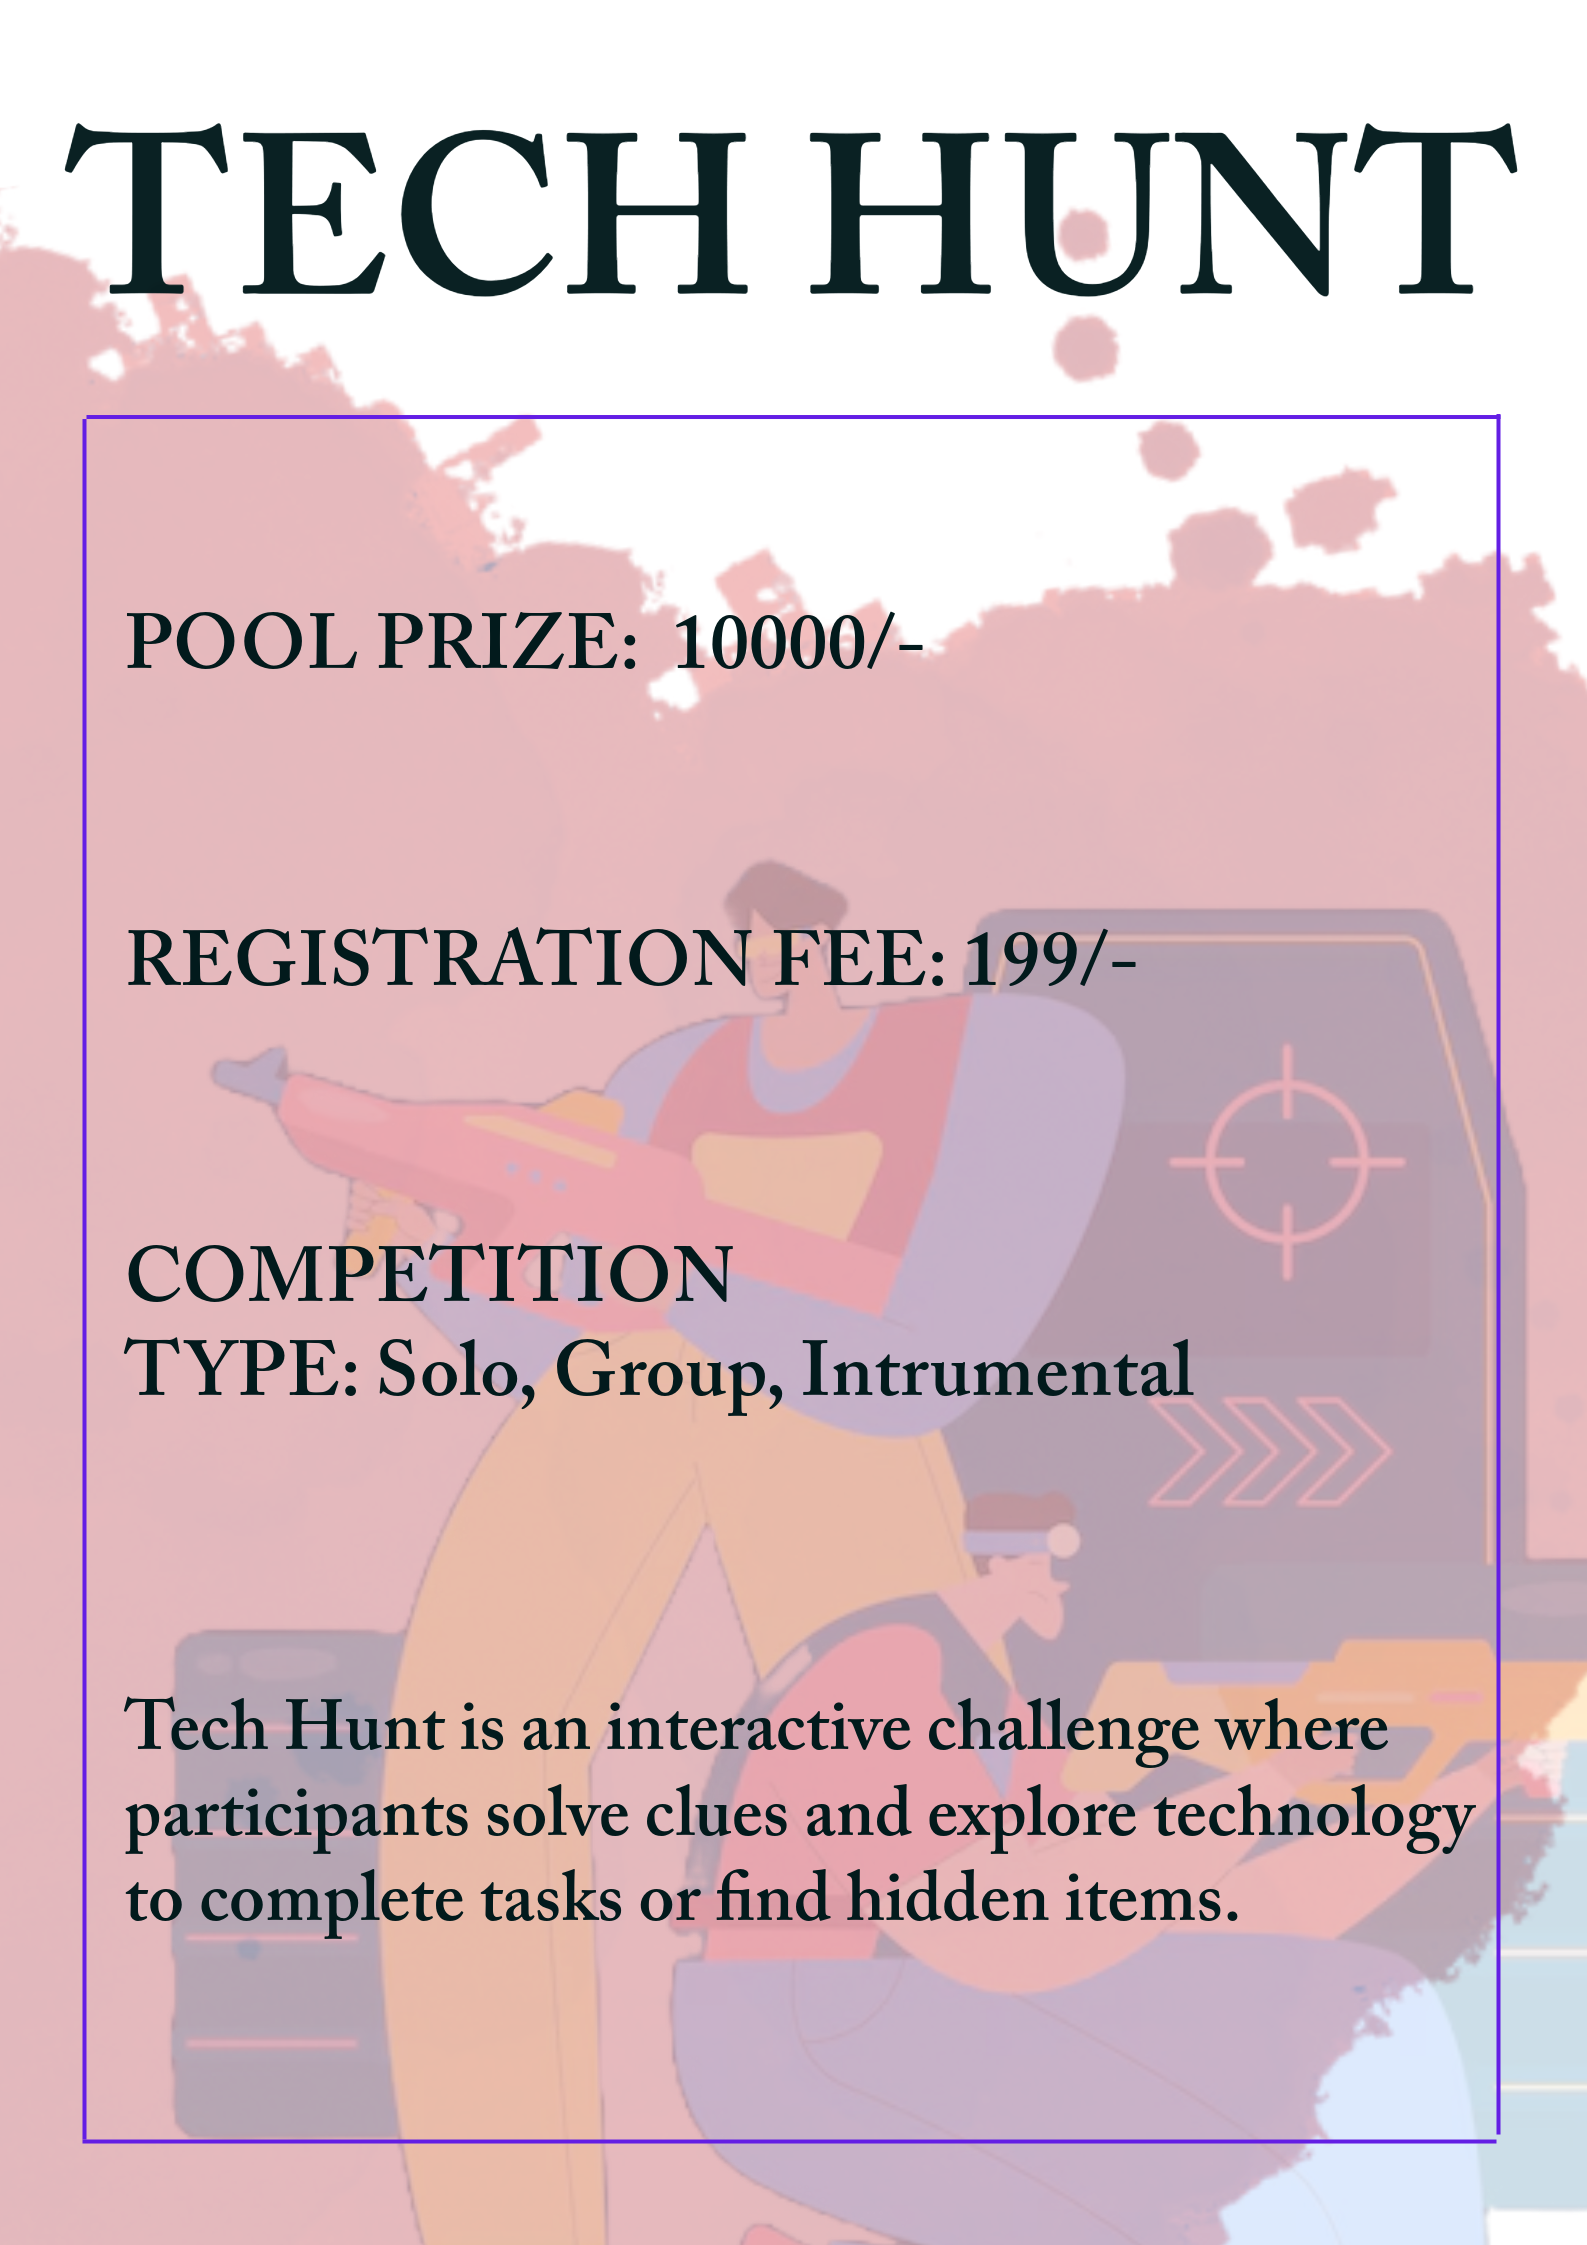 TECH HUNT
POOL PRIZE: 10000/-
REGISTRATION FEE: 199/-
COMPETITION
TYPE: Solo, Group, Intrumental
Tech Hunt is an interactive challenge where
participants solve clues and explore technology
to complete tasks or find hidden items.